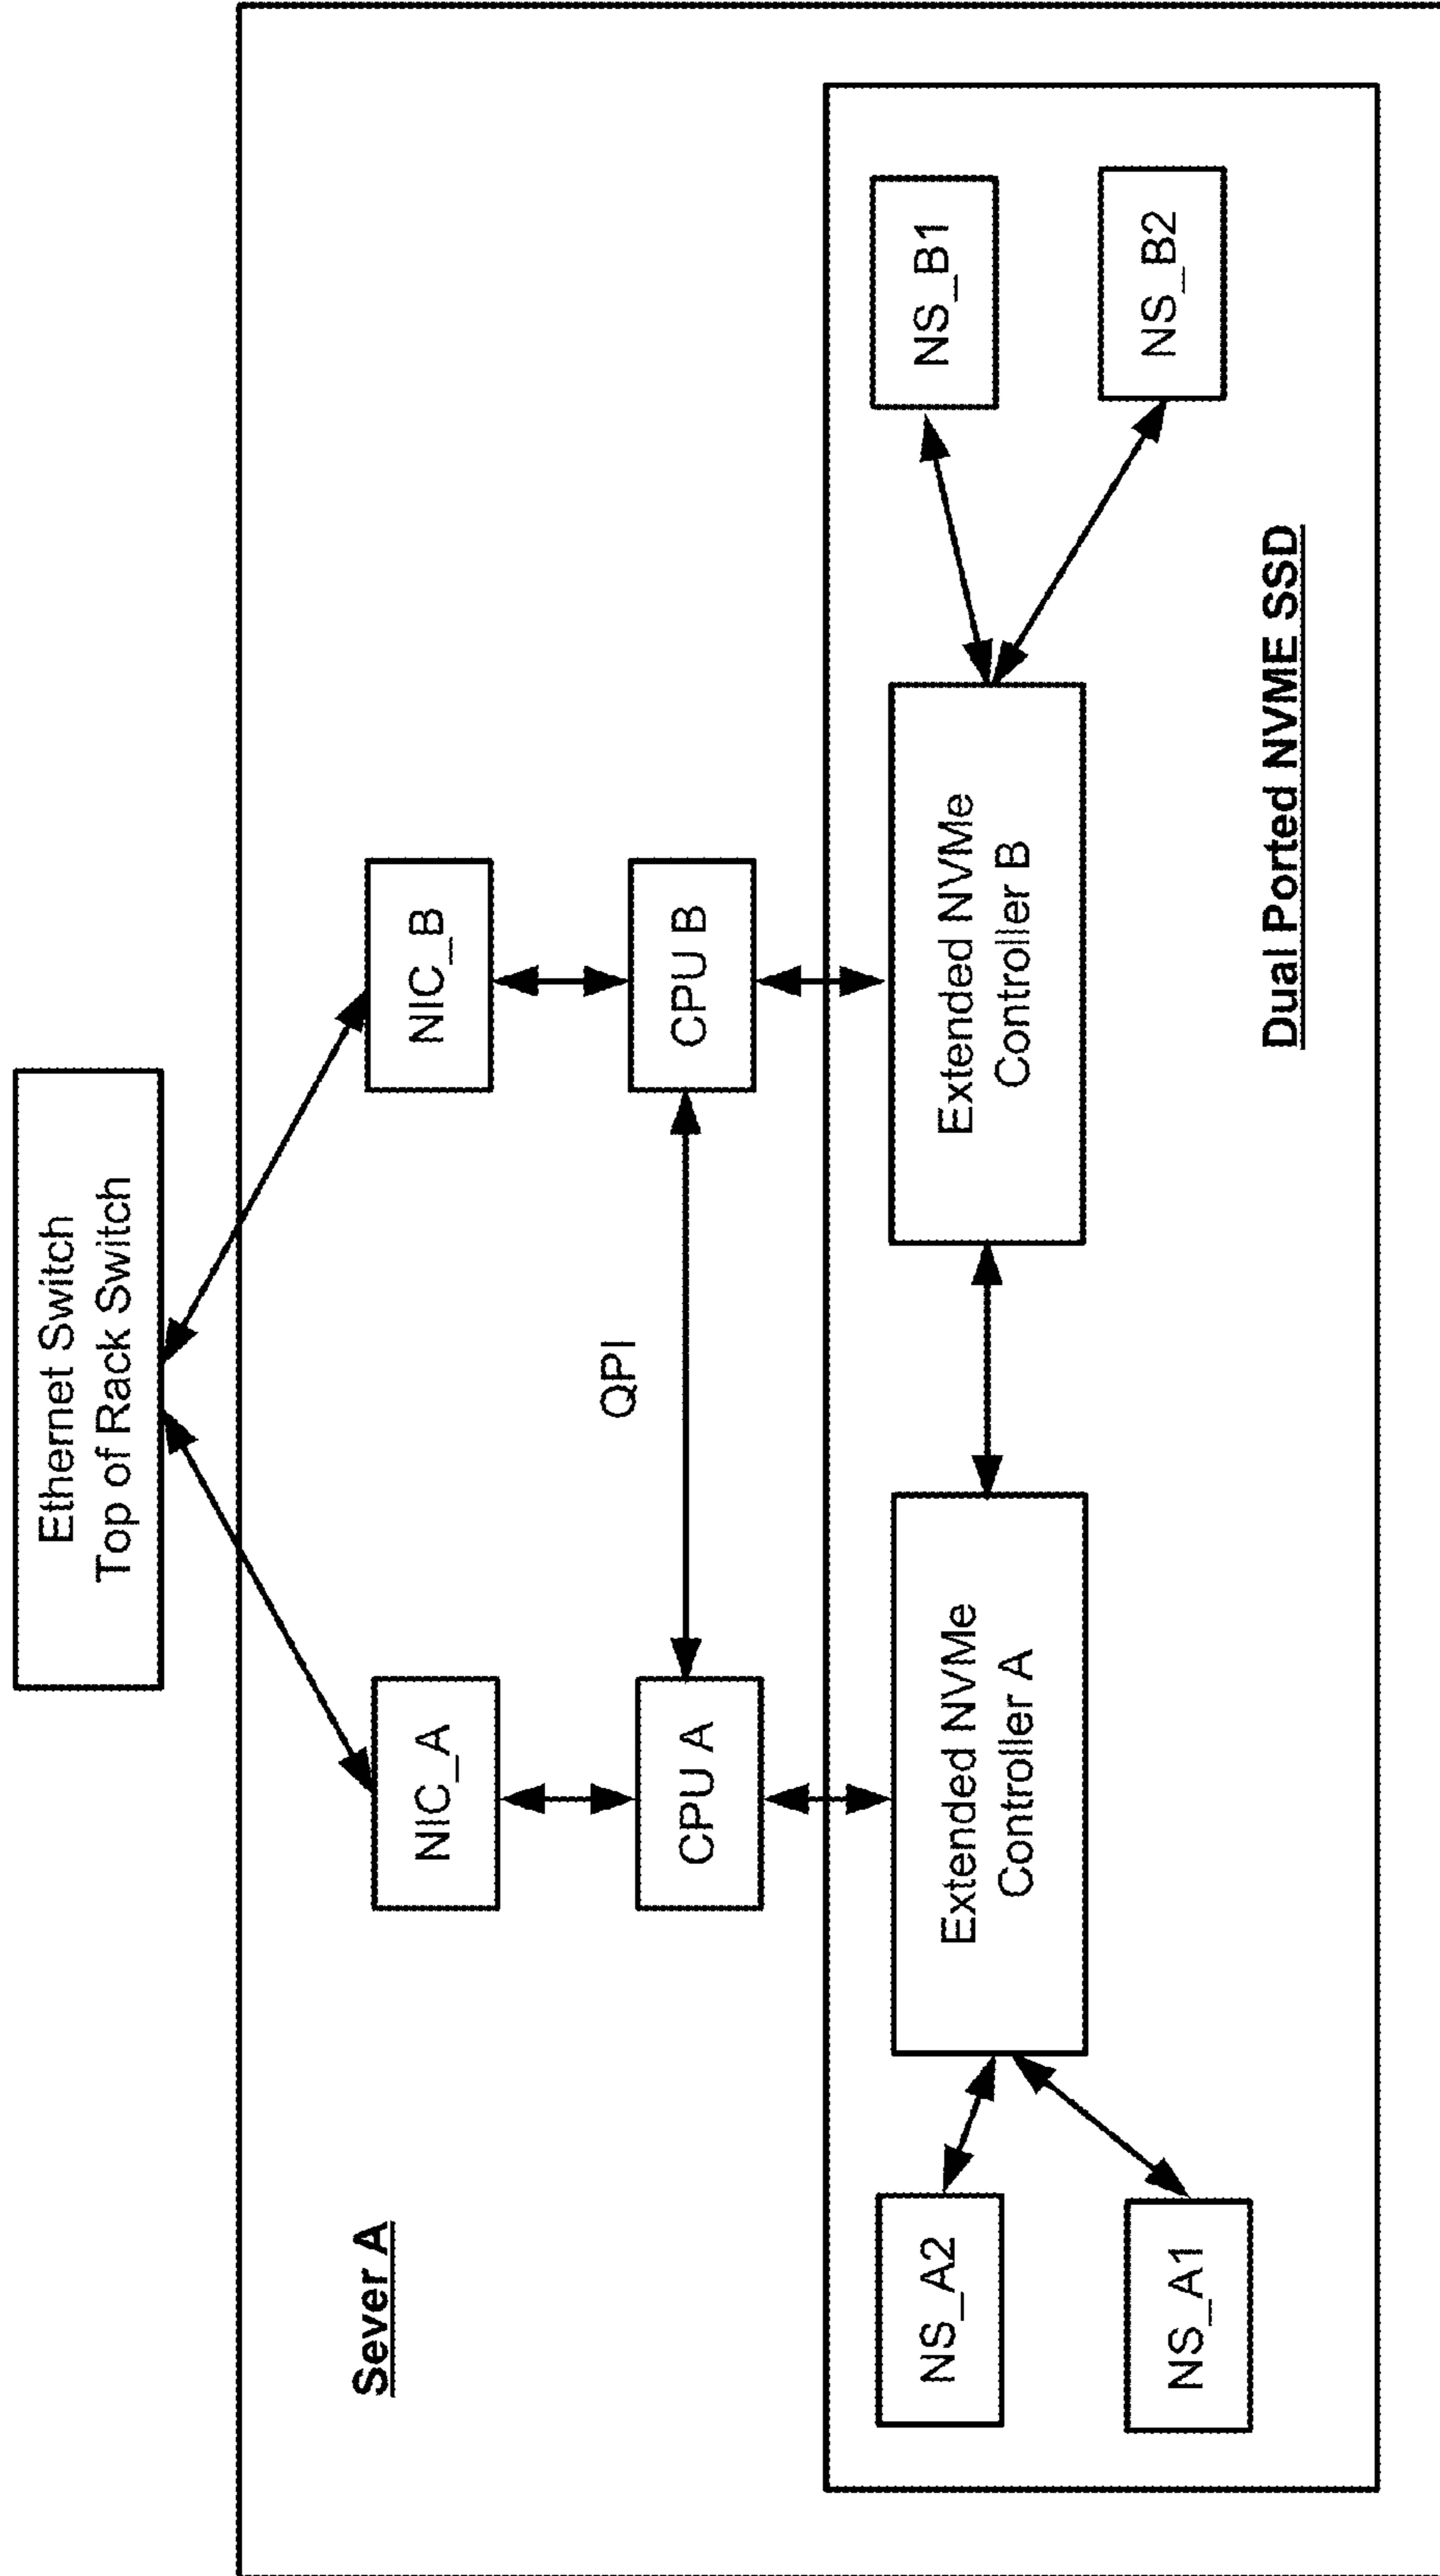 Ethernet Switch
Top of Rack Switch
Sever A
NIC_A
NIC_B
QPI
CPU A
CPU B
NS_A2
Extended NVMe
Controller A
Extended NVMe
Controller B
NS_B1
NS_A1
NS_B2
Dual Ported NVME SSD